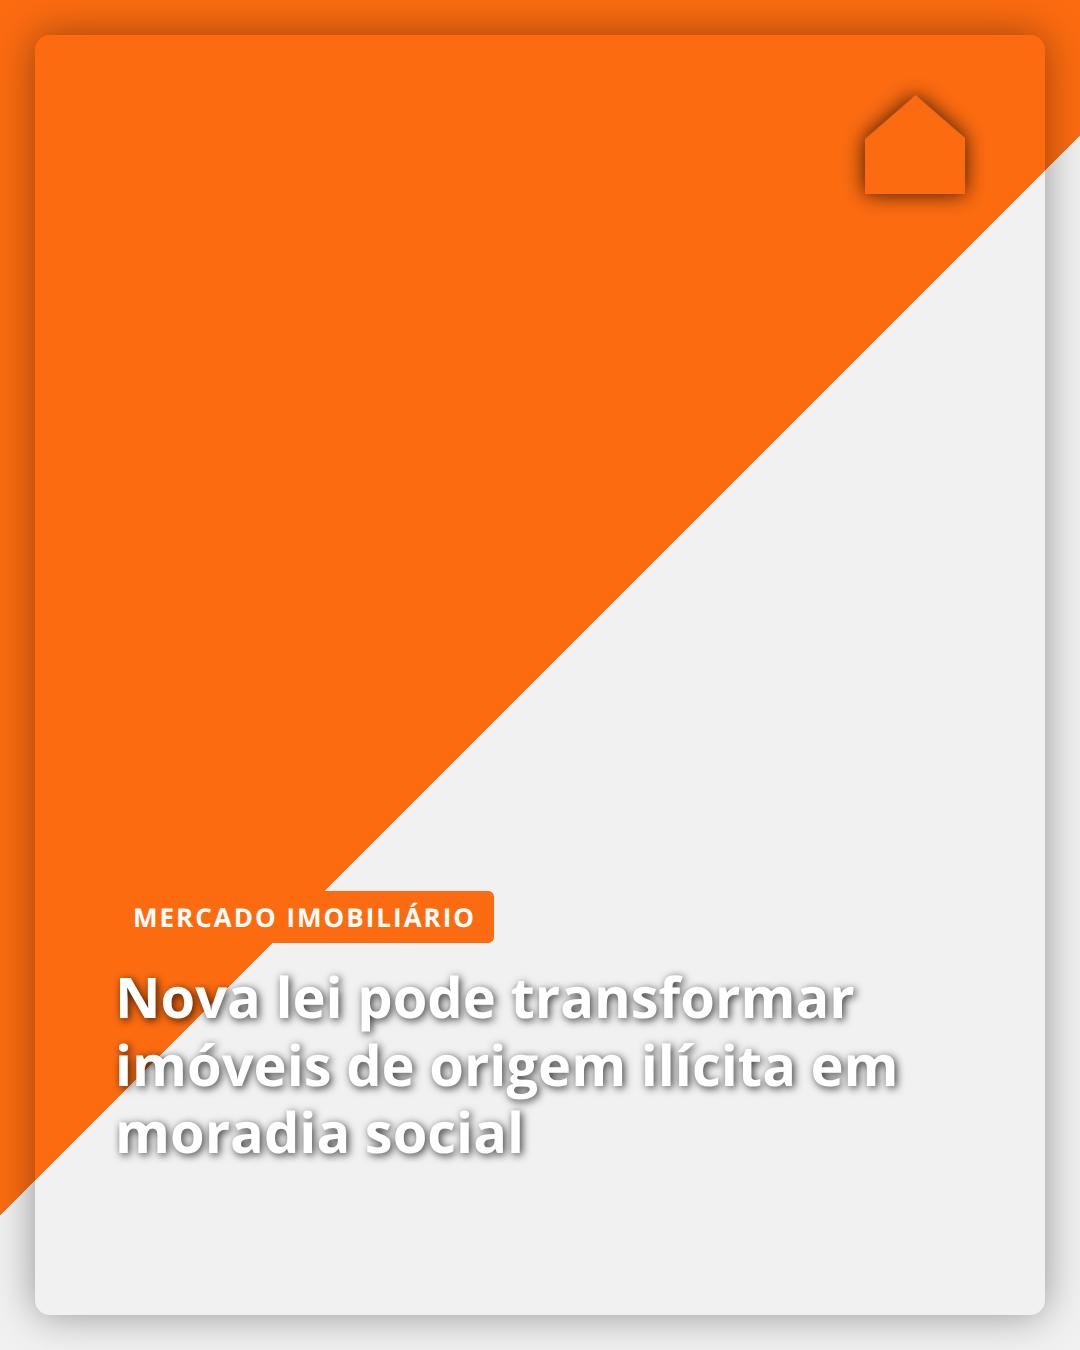 MERCADO IMOBILIÁRIO
Nova lei pode transformar
imóveis de origem ilícita em
moradia social